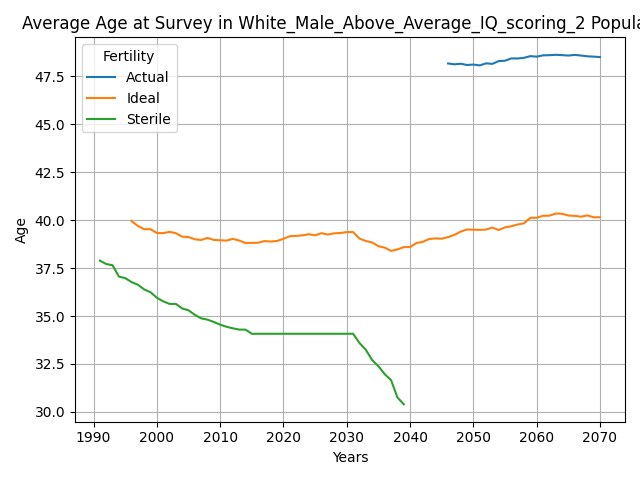 Average Age at Survey in White_Male_Above_Average_IQ_scoring_2 Popula
Fertility
Actual
Ideal
Sterile
47.5
45.0
42.5
40.0
37.5
35.0
32.5
30.0
Age
1990 2000 2010 2020 2030 2040 2050 2060 2070
Years